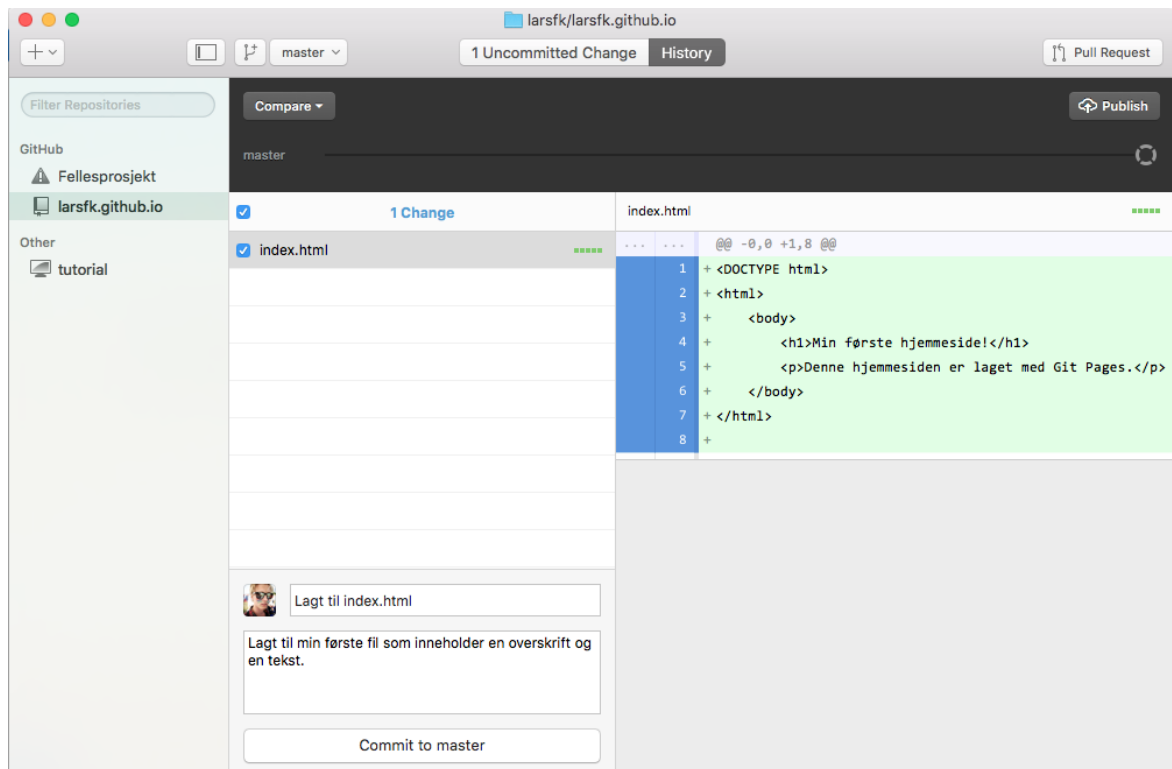 larsfk/larsfk.github.io
master
1 Uncommitted Change
History
Pull Request
Filter Repositories
GitHub
Fellesprosjekt
larsfk.github.io
Other
tutorial
Compare
Publish
master
1 Change
index.html
Lagt til index.html
Lagt til min første fil som inneholder en overskrift og
en tekst.
Commit to master
index.html
... ... @@ -0,0 +1,8 @@
1 + <DOCTYPE html>
2 + <html>
3 + <body>
4 + <h1>Min første hjemmeside!</h1>
5 + <p>Denne hjemmesiden er laget med Git Pages.</p>
6 + </body>
7 + </html>
8 +